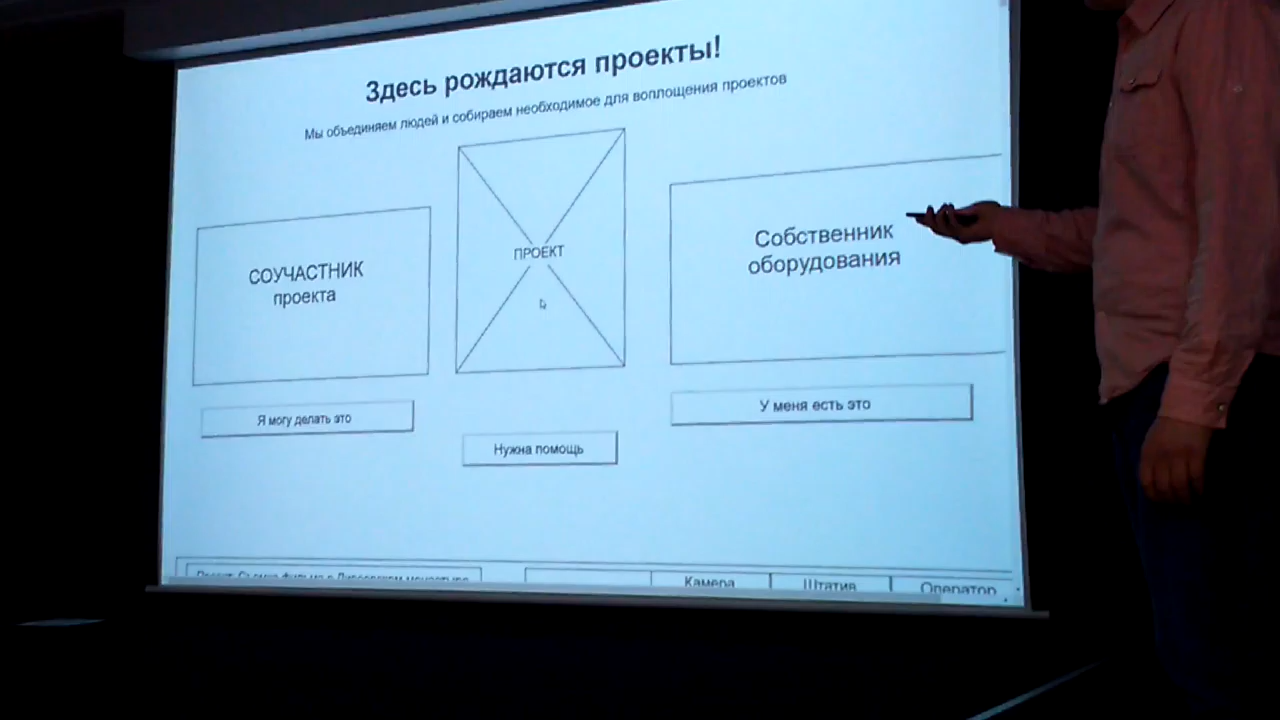 Здесь рождаются проекты!
Мы объединяем людей и собираем необходимое для воплощения проектов
СОУЧАСТНИК
проекта
ПРОЕКТ
Собственник
оборудования
Я могу делать это
Нужна помощь
У меня есть это
Камера
Штатив
Оператор